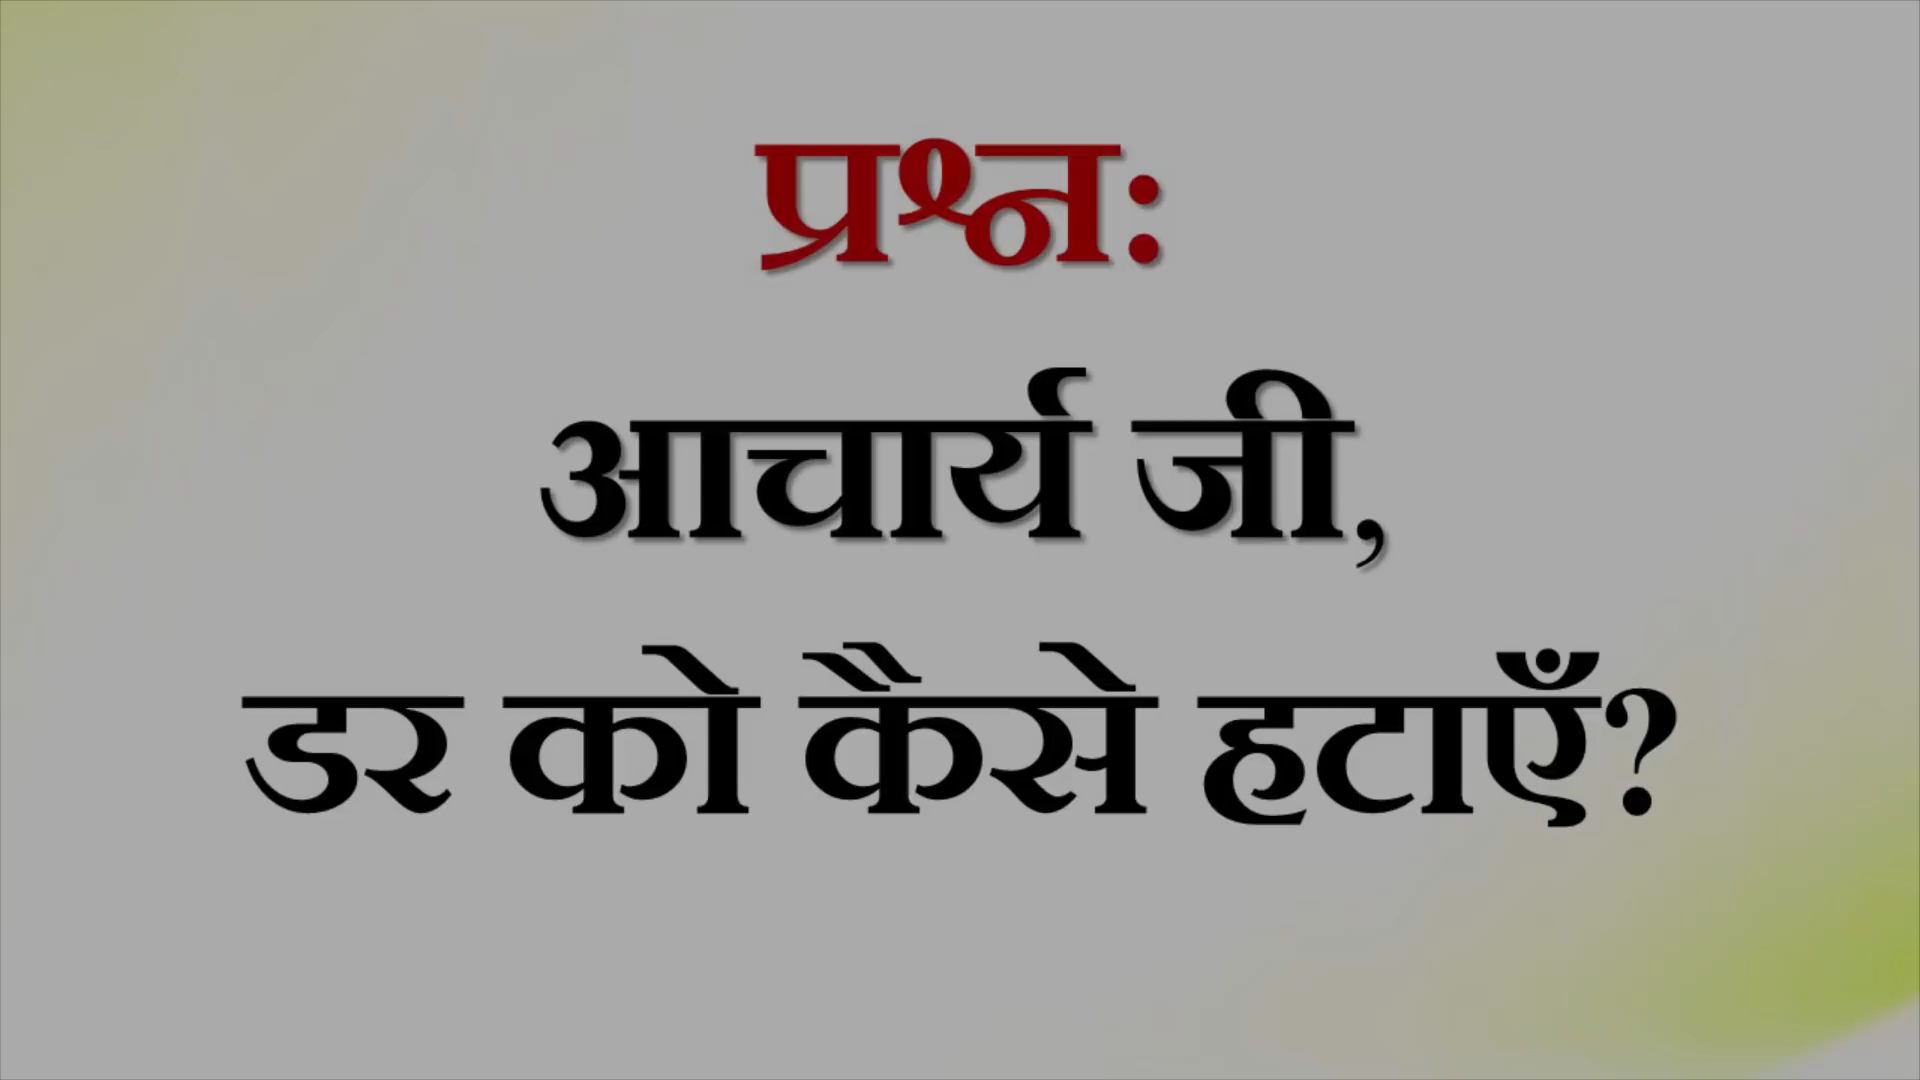 प्रश्न:
आचार्य जी,
डर को कैसे हटाएँ?